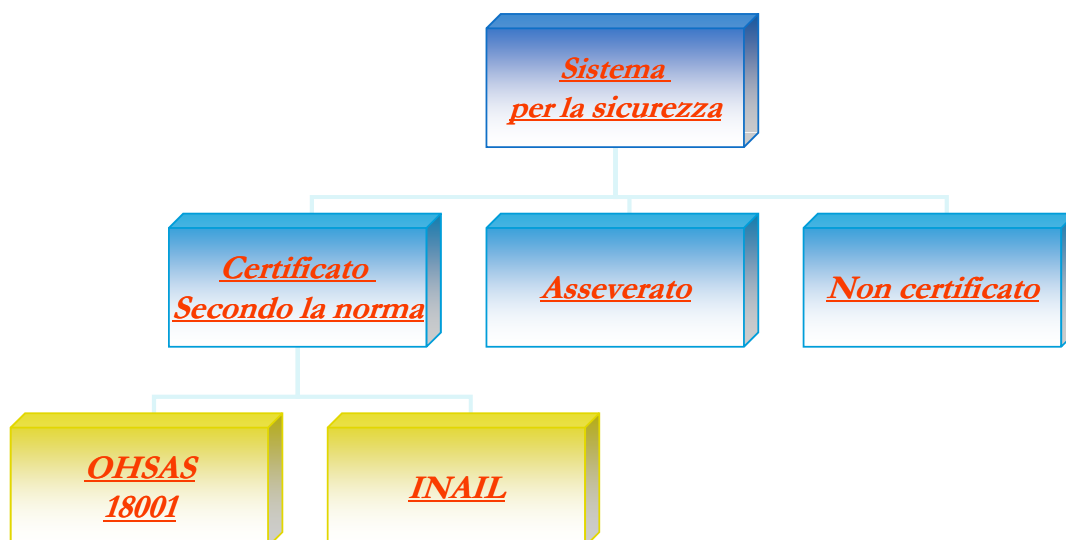 Sistema
per la sicurezza
Certificato
Secondo la norma
Asseverato
Non certificato
OHSAS
18001
INAIL